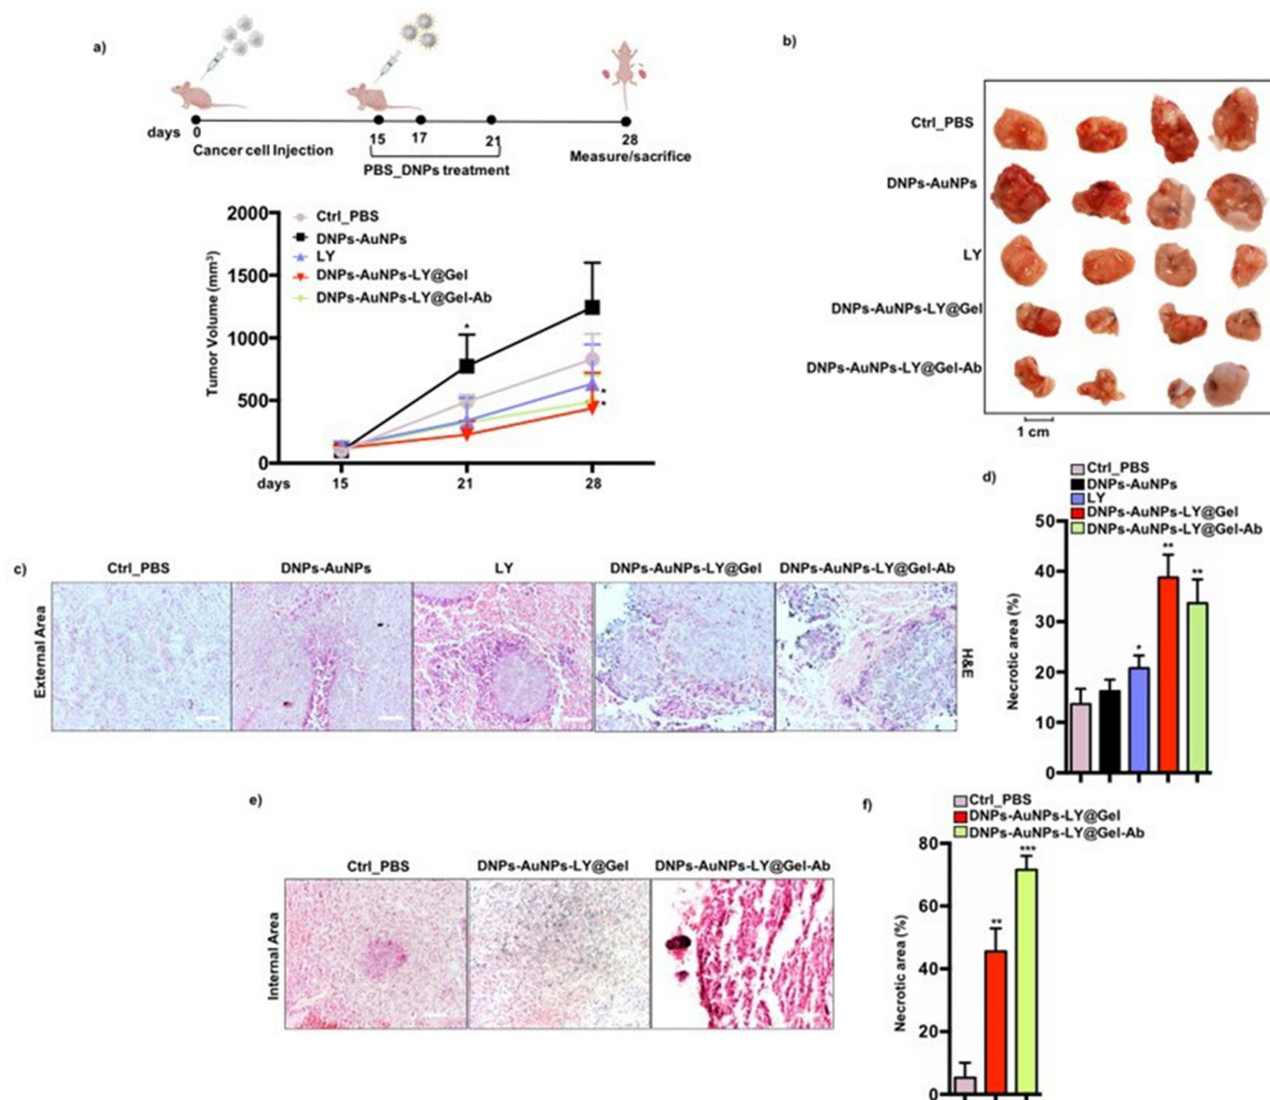 a)
days
0
15
17
21
28
Cancer cell Injection
PBS_DNPs treatment
Measure/sacrifice
Tumor Volume (mm³)
2000
1500
1000
500
0
Ctrl_PBS
DNPs-AuNPs
LY
DNPs-AuNPs-LY@Gel
DNPs-AuNPs-LY@Gel-Ab
*
*
*
days
15
21
28
b)
Ctrl_PBS
DNPs-AuNPs
LY
DNPs-AuNPs-LY@Gel
DNPs-AuNPs-LY@Gel-Ab
1 cm
c)
Ctrl_PBS
DNPs-AuNPs
LY
DNPs-AuNPs-LY@Gel
DNPs-AuNPs-LY@Gel-Ab
External Area
H&E
d)
Ctrl_PBS
DNPs-AuNPs
LY
DNPs-AuNPs-LY@Gel
DNPs-AuNPs-LY@Gel-Ab
Necrotic area (%)
50
40
30
20
10
0
*
**
**
e)
Ctrl_PBS
DNPs-AuNPs-LY@Gel
DNPs-AuNPs-LY@Gel-Ab
Internal Area
f)
Ctrl_PBS
DNPs-AuNPs-LY@Gel
DNPs-AuNPs-LY@Gel-Ab
Necrotic area (%)
80
60
40
20
0
**
***